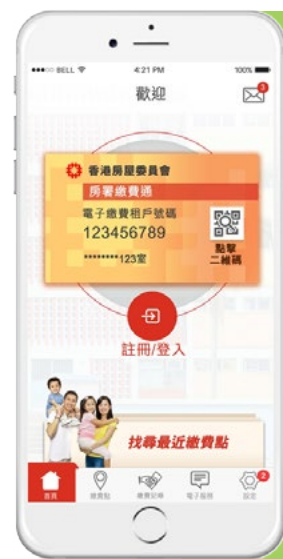 BELL 4:21 PM 100%
歡迎
3
香港房屋委員會
房署繳費通
電子繳費租戶號碼
123456789
********123室
點擊
二維碼
註冊/登入
找尋最近繳費點
首頁 繳費點 繳費記錄 電子服務 設定
2